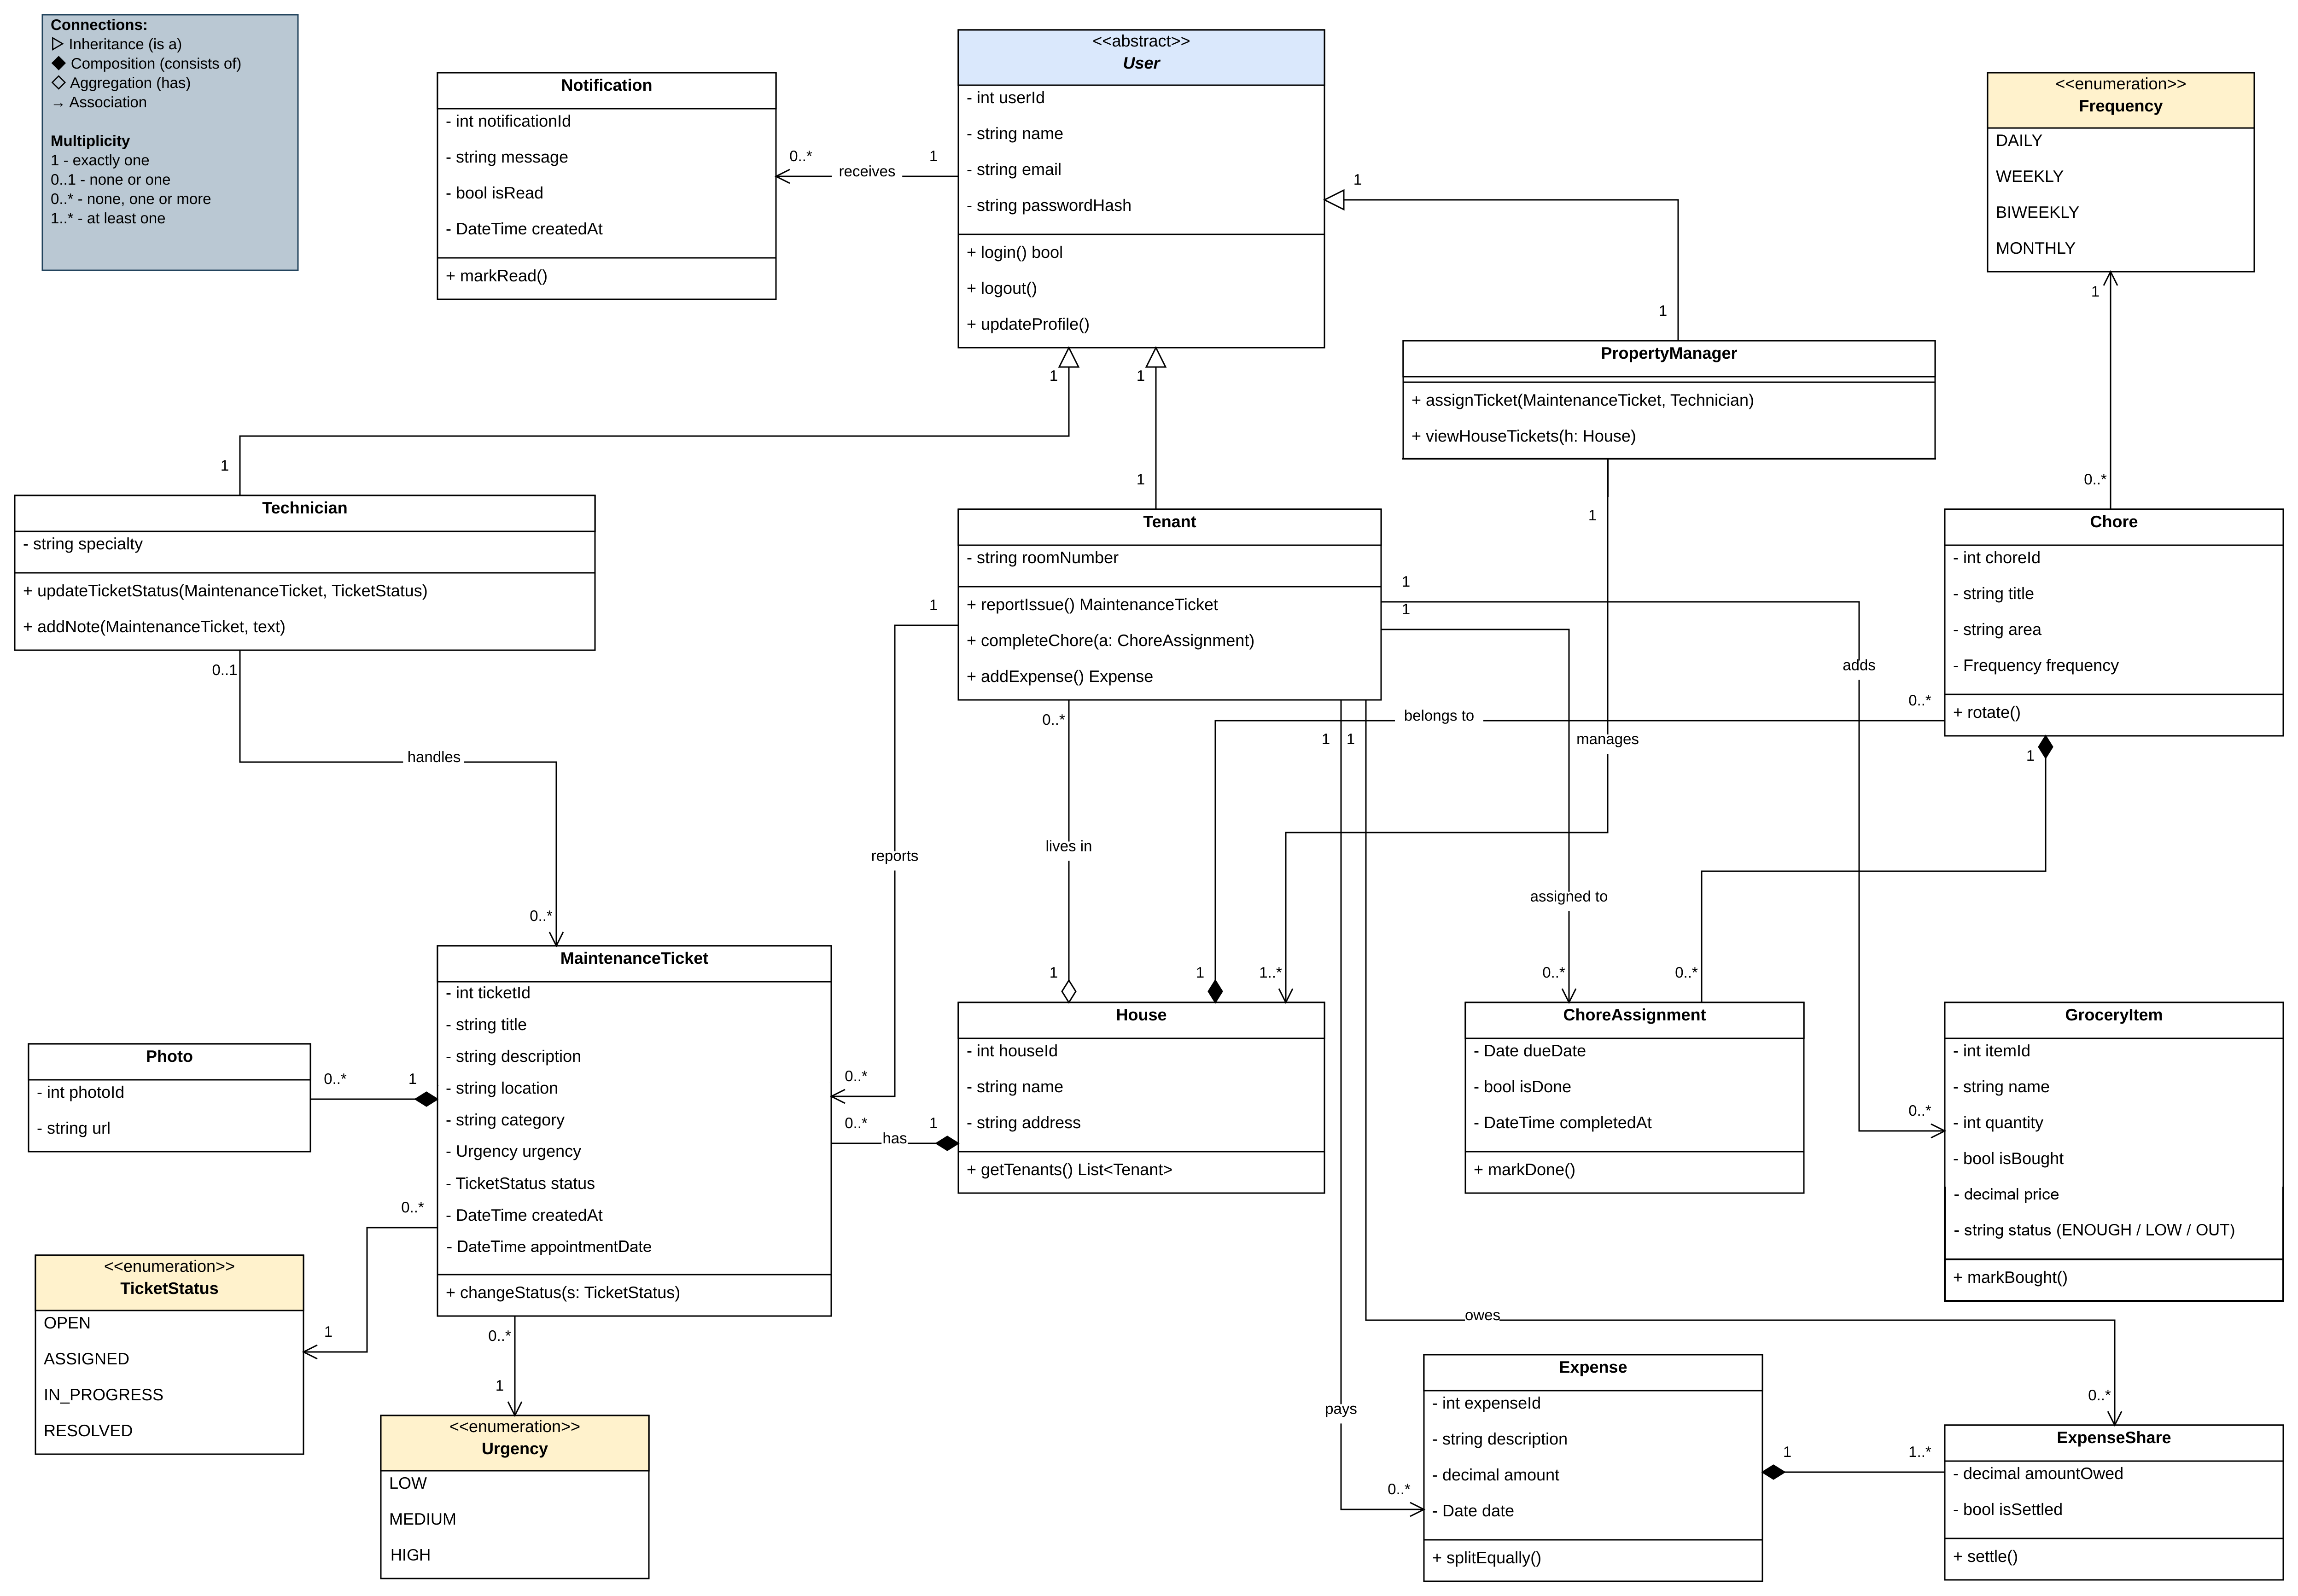 Connections:
▷ Inheritance (is a)
◆ Composition (consists of)
◇ Aggregation (has)
→ Association
Multiplicity
1 - exactly one
0..1 - none or one
0..* - none, one or more
1..* - at least one
Notification
- int notificationId
- string message
- bool isRead
- DateTime createdAt
+ markRead()
0..*
receives
1
<<abstract>>
User
- int userId
- string name
- string email
- string passwordHash
+ login() bool
+ logout()
+ updateProfile()
1
1
1
1
1
1
<<enumeration>>
Frequency
DAILY
WEEKLY
BIWEEKLY
MONTHLY
1
0..*
PropertyManager
+ assignTicket(MaintenanceTicket, Technician)
+ viewHouseTickets(h: House)
1
manages
1..*
Technician
- string specialty
+ updateTicketStatus(MaintenanceTicket, TicketStatus)
+ addNote(MaintenanceTicket, text)
0..1
handles
0..*
Tenant
- string roomNumber
+ reportIssue() MaintenanceTicket
+ completeChore(a: ChoreAssignment)
+ addExpense() Expense
1
reports
0..*
0..*
lives in
1
1
adds
0..*
1
assigned to
0..*
1
pays
0..*
1
owes
0..*
Chore
- int choreId
- string title
- string area
- Frequency frequency
+ rotate()
0..*
belongs to
1
1
0..*
MaintenanceTicket
- int ticketId
- string title
- string description
- string location
- string category
- Urgency urgency
- TicketStatus status
- DateTime createdAt
- DateTime appointmentDate
+ changeStatus(s: TicketStatus)
0..*
has
1
House
- int houseId
- string name
- string address
+ getTenants() List<Tenant>
ChoreAssignment
- Date dueDate
- bool isDone
- DateTime completedAt
+ markDone()
GroceryItem
- int itemId
- string name
- int quantity
- bool isBought
- decimal price
- string status (ENOUGH / LOW / OUT)
+ markBought()
Photo
- int photoId
- string url
0..*
1
0..*
1
<<enumeration>>
TicketStatus
OPEN
ASSIGNED
IN_PROGRESS
RESOLVED
0..*
1
<<enumeration>>
Urgency
LOW
MEDIUM
HIGH
Expense
- int expenseId
- string description
- decimal amount
- Date date
+ splitEqually()
1
1..*
ExpenseShare
- decimal amountOwed
- bool isSettled
+ settle()